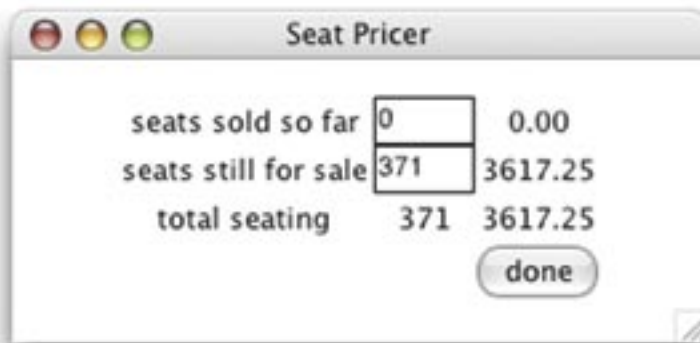 Seat Pricer
seats sold so far 0 0.00
seats still for sale 371 3617.25
total seating 371 3617.25
done